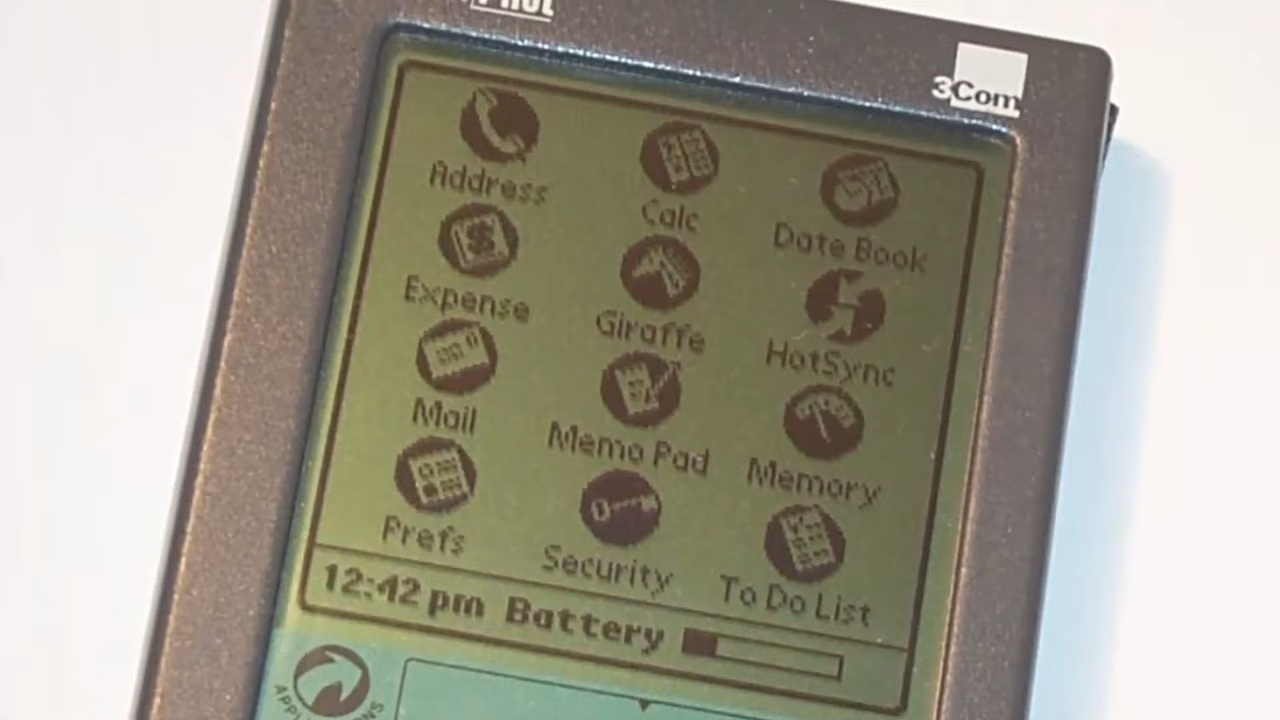 3Com
Address Calc Date Book
Expense Giraffe HotSync
Mail Memo Pad Memory
Prefs Security To Do List
12:42 pm Battery